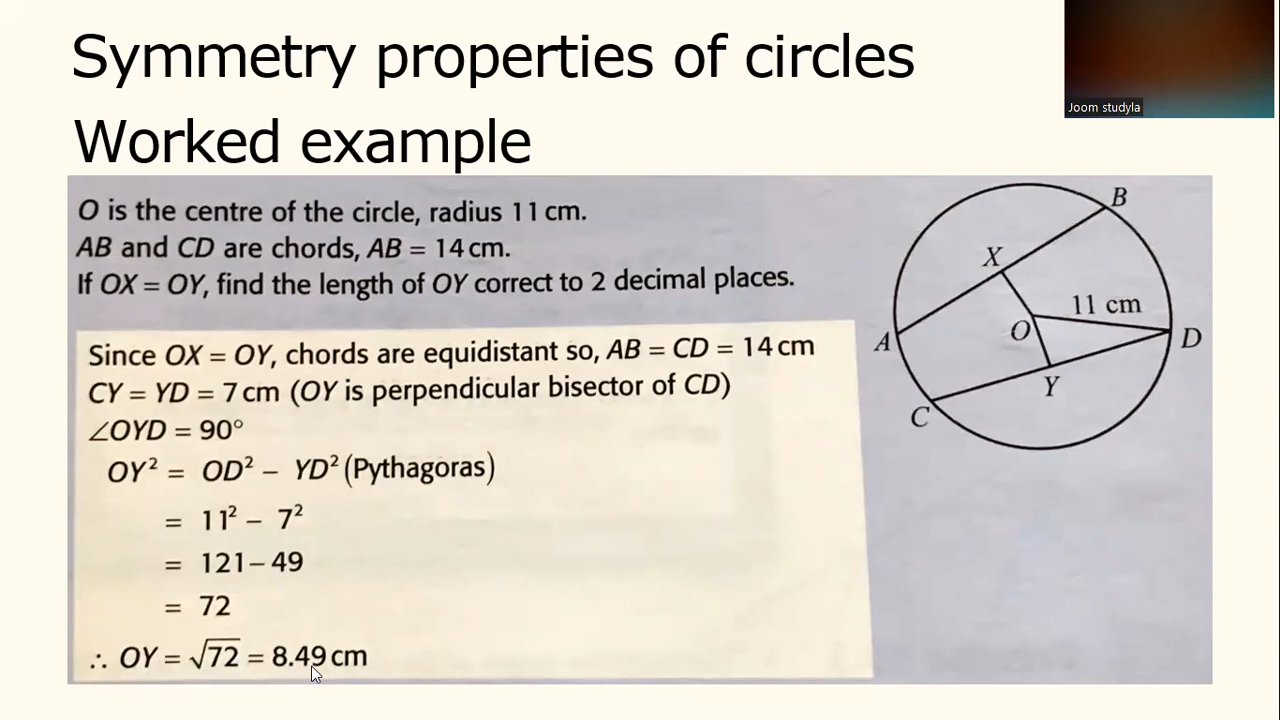 Symmetry properties of circles
Worked example
Joom studyla
O is the centre of the circle, radius 11 cm.
AB and CD are chords, AB = 14 cm.
If OX = OY, find the length of OY correct to 2 decimal places.
Since OX = OY, chords are equidistant so, AB = CD = 14 cm
CY = YD = 7 cm (OY is perpendicular bisector of CD)
∠OYD = 90°
OY² = OD² − YD² (Pythagoras)
= 11² − 7²
= 121 − 49
= 72
∴ OY = √72 = 8.49 cm
B
X
11 cm
O
A
D
Y
C